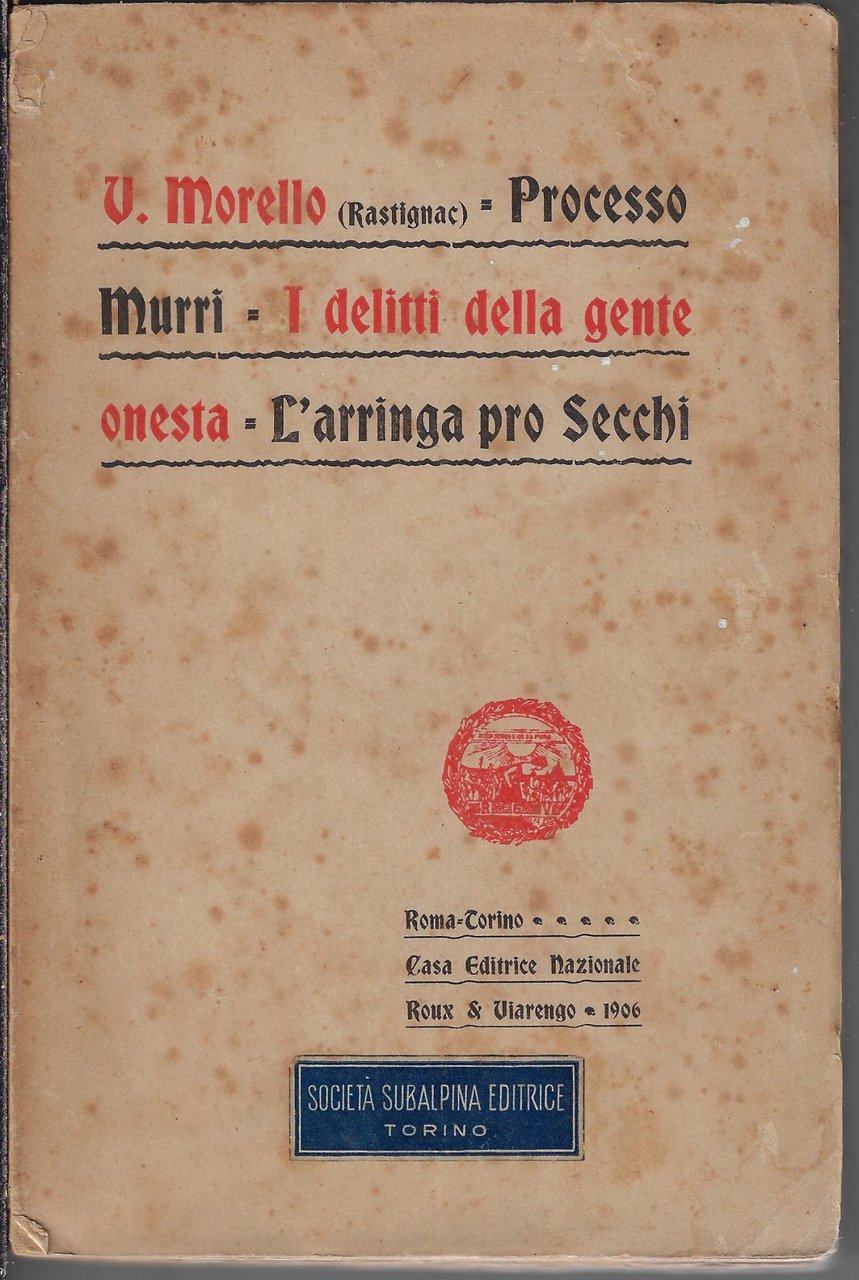 V. Morello (Rastignac) = Processo
Murri = I delitti della gente
onesta = L'arringa pro Secchi
Roma=Torino
Casa Editrice Nazionale
Roux & Viarengo • 1906
SOCIETÀ SUBALPINA EDITRICE
TORINO